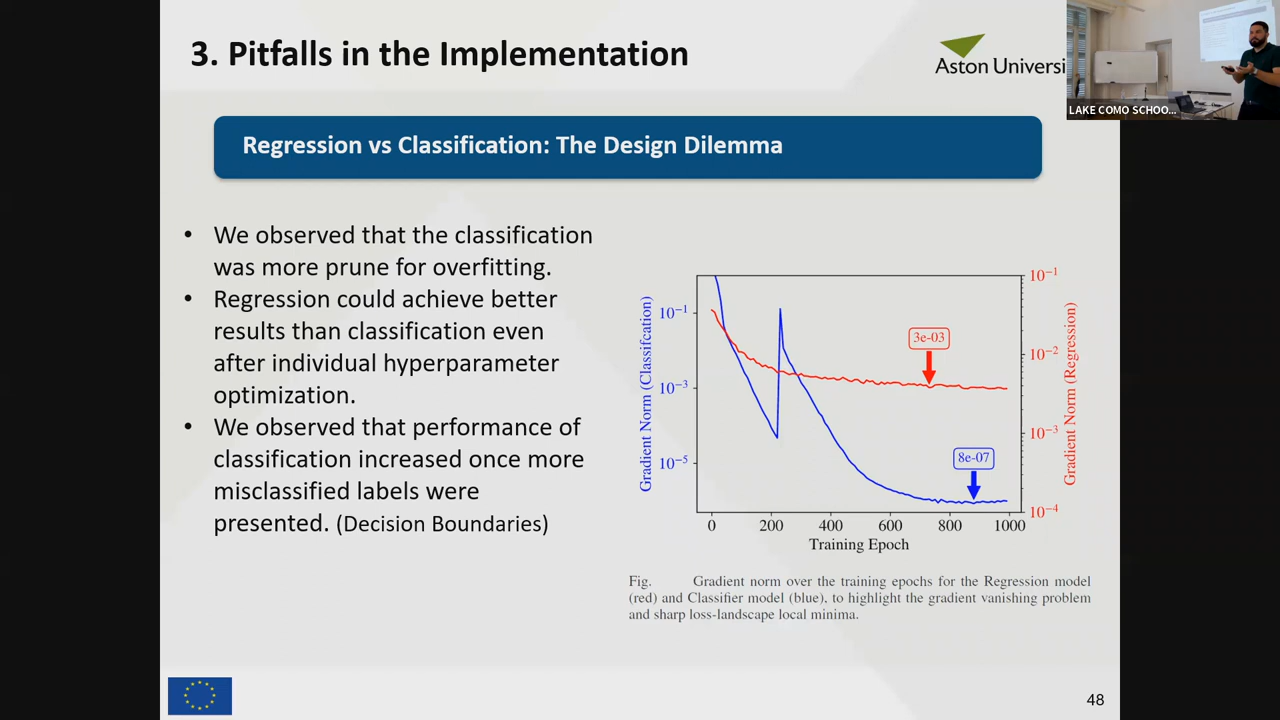 3. Pitfalls in the Implementation
Aston Universi
LAKE COMO SCHOO...
Regression vs Classification: The Design Dilemma
• We observed that the classification
was more prune for overfitting.
• Regression could achieve better
results than classification even
after individual hyperparameter
optimization.
• We observed that performance of
classification increased once more
misclassified labels were
presented. (Decision Boundaries)
Gradient Norm (Classifcation)
10⁻¹
10⁻³
10⁻⁵
3e-03
8e-07
10⁻¹
10⁻²
10⁻³
10⁻⁴
Gradient Norm (Regression)
0 200 400 600 800 1000
Training Epoch
Fig. Gradient norm over the training epochs for the Regression model
(red) and Classifier model (blue), to highlight the gradient vanishing problem
and sharp loss-landscape local minima.
48